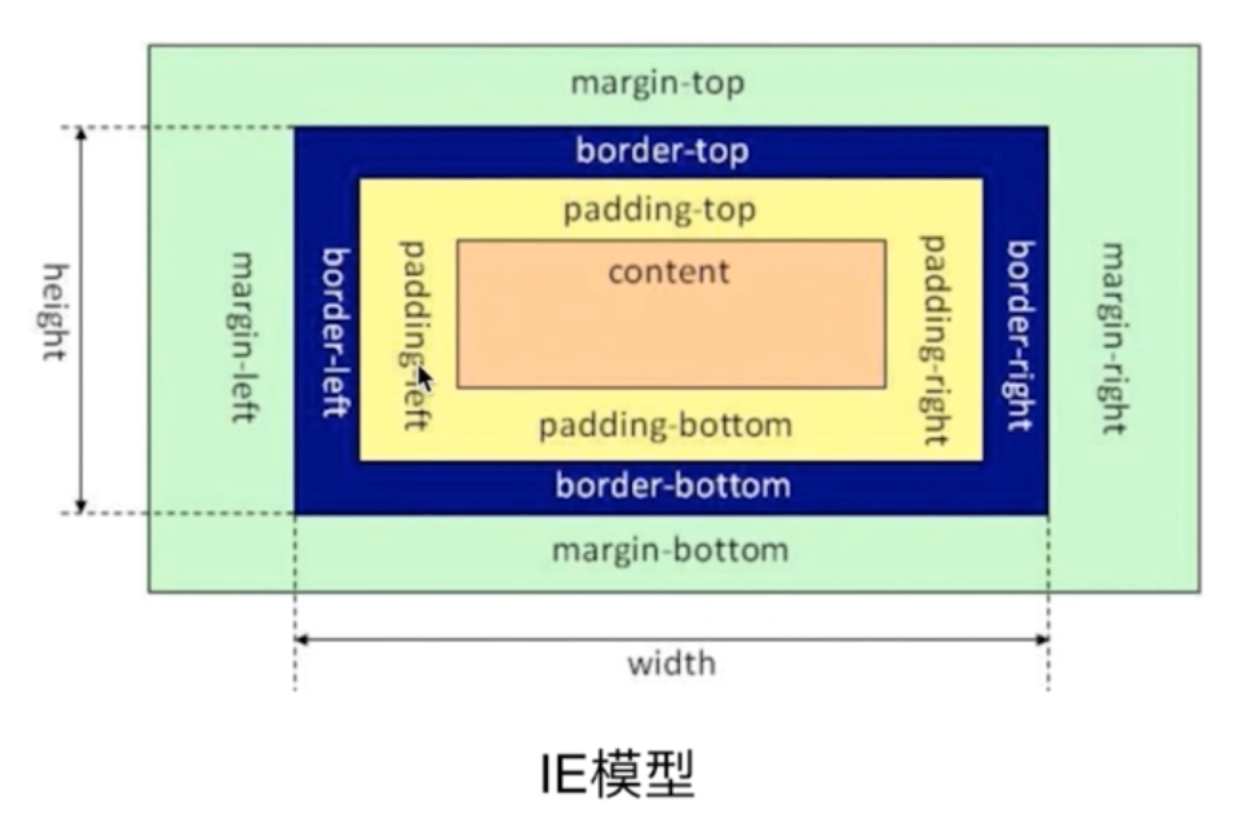 margin-top
border-top
padding-top
height
margin-left
border-left
padding-left
content
padding-right
border-right
margin-right
padding-bottom
border-bottom
margin-bottom
width
IE模型